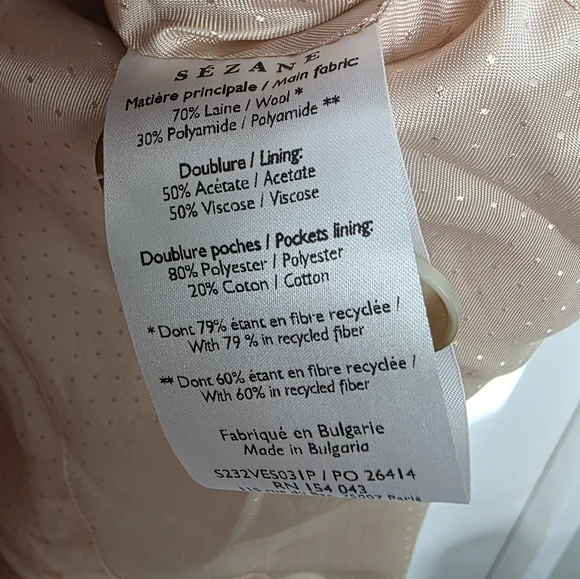 SÉZANE
Matière principale / Main fabric:
70% Laine / Wool *
30% Polyamide / Polyamide **
Doublure / Lining:
50% Acétate / Acetate
50% Viscose / Viscose
Doublure poches / Pockets lining:
80% Polyester / Polyester
20% Coton / Cotton
* Dont 79% étant en fibre recyclée /
With 79 % in recycled fiber
** Dont 60% étant en fibre recyclée /
With 60% in recycled fiber
Fabriqué en Bulgarie
Made in Bulgaria
S232VES031P / PO 26414
RN 154 043
75002 Paris